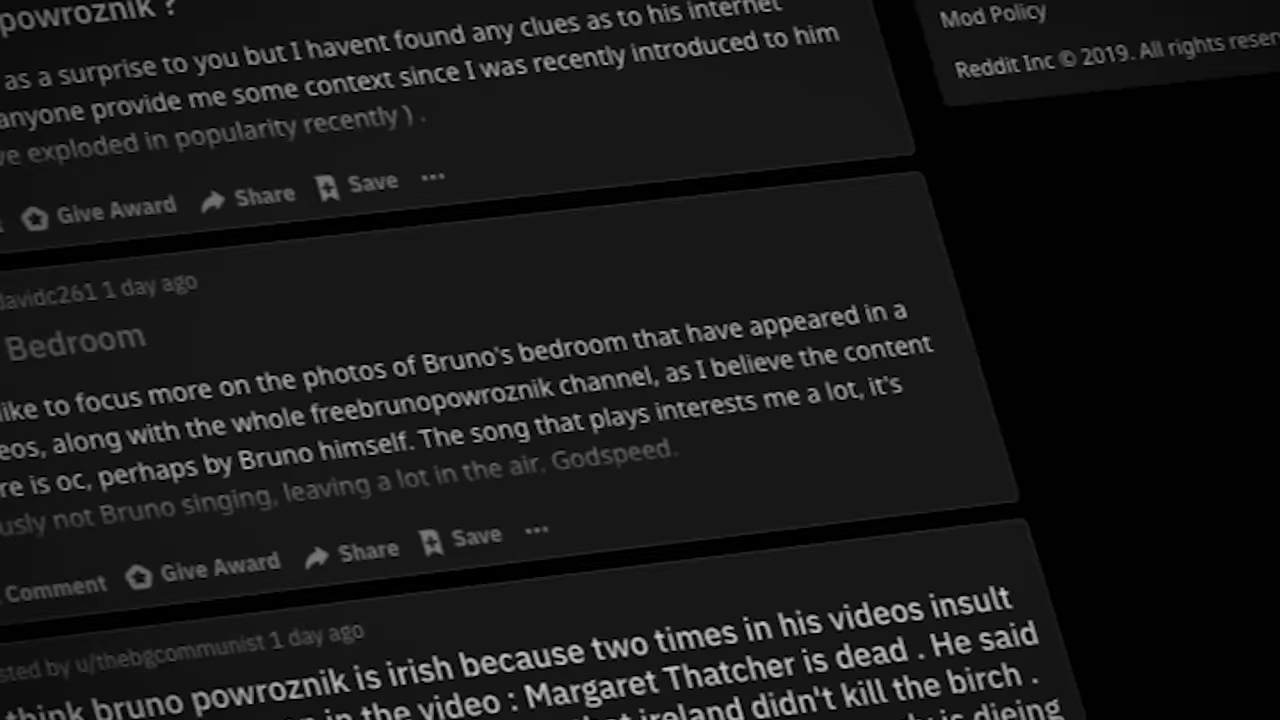 powroznik ?
as a surprise to you but I havent found any clues as to his internet
anyone provide me some context since I was recently introduced to him
ve exploded in popularity recently ) .
Give Award Share Save ...
Mod Policy
Reddit Inc © 2019. All rights reser
davidc261 1 day ago
Bedroom
like to focus more on the photos of Bruno's bedroom that have appeared in a
eos, along with the whole freebrunopowroznik channel, as I believe the content
re is oc, perhaps by Bruno himself. The song that plays interests me a lot, it's
usly not Bruno singing, leaving a lot in the air. Godspeed.
Comment Give Award Share Save ...
sted by u/thebgcommunist 1 day ago
think bruno powroznik is irish because two times in his videos insult
in the video : Margaret Thatcher is dead . He said
that ireland didn't kill the birch .
is dieing